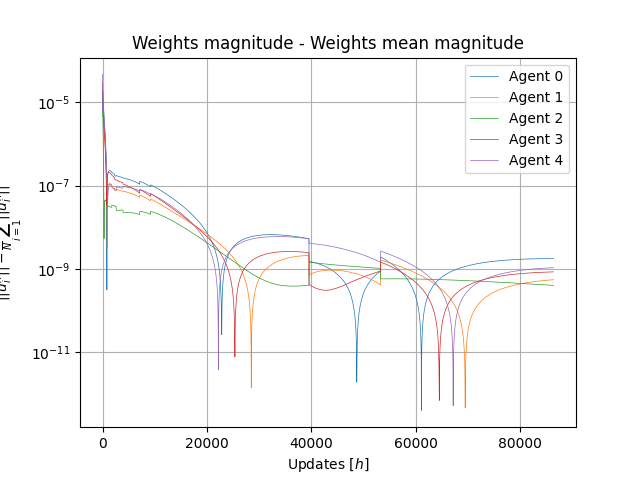 Weights magnitude - Weights mean magnitude
Agent 0
Agent 1
Agent 2
Agent 3
Agent 4
10⁻⁵
10⁻⁷
10⁻⁹
10⁻¹¹
0 20000 40000 60000 80000
Updates [h]